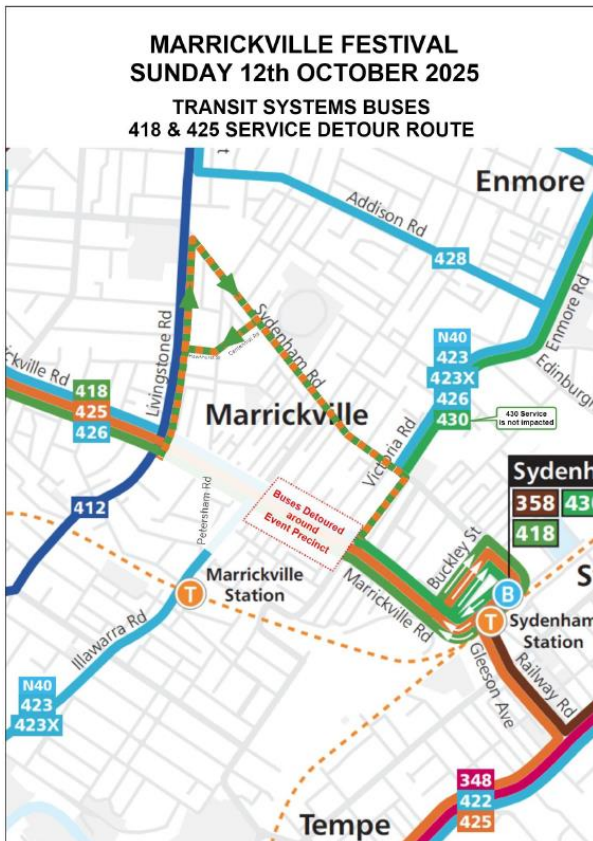 MARRICKVILLE FESTIVAL
SUNDAY 12th OCTOBER 2025
TRANSIT SYSTEMS BUSES
418 & 425 SERVICE DETOUR ROUTE
Enmore
Addison Rd
428
Enmore Rd
Edinburgh
N40
423
423X
426
430
430 Service
is not impacted
Livingstone Rd
Sydenham Rd
ckville Rd
418
425
426
Marrickville
Victoria Rd
412
Petersham Rd
Buses Detoured
around
Event Precinct
Sydenh
358
430
418
Buckley St
Marrickville Rd
T
Marrickville
Station
B
S
T
Sydenham
Station
Illawarra Rd
Gleeson Ave
Railway Rd
N40
423
423X
348
422
425
Tempe